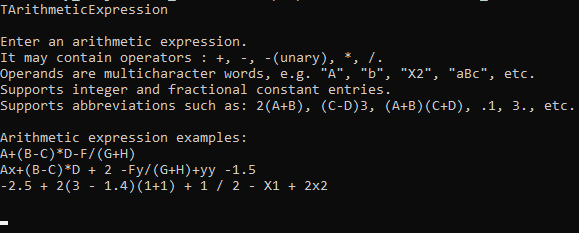 TArithmeticExpression
Enter an arithmetic expression.
It may contain operators : +, -, -(unary), *, /.
Operands are multicharacter words, e.g. "A", "b", "X2", "aBc", etc.
Supports integer and fractional constant entries.
Supports abbreviations such as: 2(A+B), (C-D)3, (A+B)(C+D), .1, 3., etc.
Arithmetic expression examples:
A+(B-C)*D-F/(G+H)
Ax+(B-C)*D + 2 -Fy/(G+H)+yy -1.5
-2.5 + 2(3 - 1.4)(1+1) + 1 / 2 - X1 + 2x2